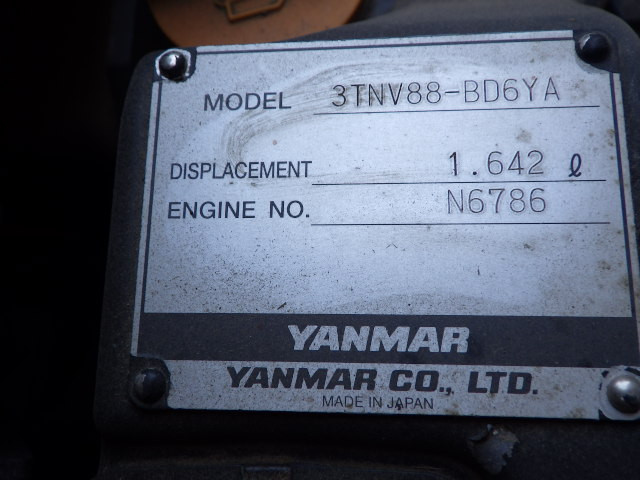 MODEL 3TNV88-BD6YA
DISPLACEMENT 1.642 ℓ
ENGINE NO. N6786
YANMAR
YANMAR CO., LTD.
MADE IN JAPAN